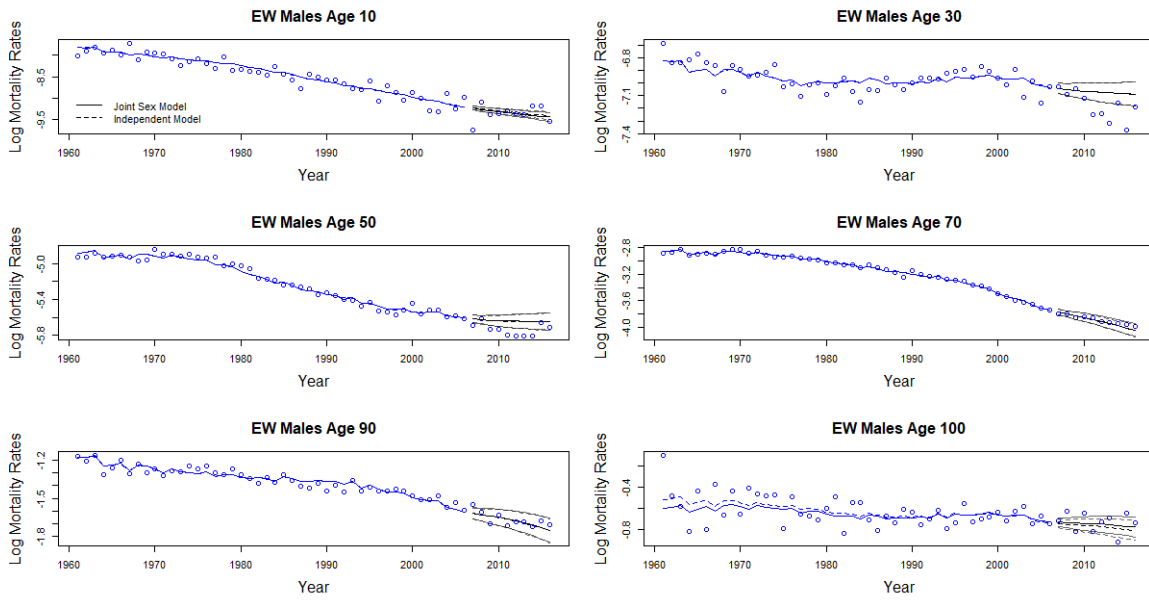 EW Males Age 10
Log Mortality Rates
-8.5
-9.5
Joint Sex Model
Independent Model
1960 1970 1980 1990 2000 2010
Year
EW Males Age 30
Log Mortality Rates
-6.8
-7.1
-7.4
1960 1970 1980 1990 2000 2010
Year
EW Males Age 50
Log Mortality Rates
-5.0
-5.4
-5.8
1960 1970 1980 1990 2000 2010
Year
EW Males Age 70
Log Mortality Rates
-2.8
-3.2
-3.6
-4.0
1960 1970 1980 1990 2000 2010
Year
EW Males Age 90
Log Mortality Rates
-1.2
-1.5
-1.8
1960 1970 1980 1990 2000 2010
Year
EW Males Age 100
Log Mortality Rates
-0.4
-0.8
1960 1970 1980 1990 2000 2010
Year